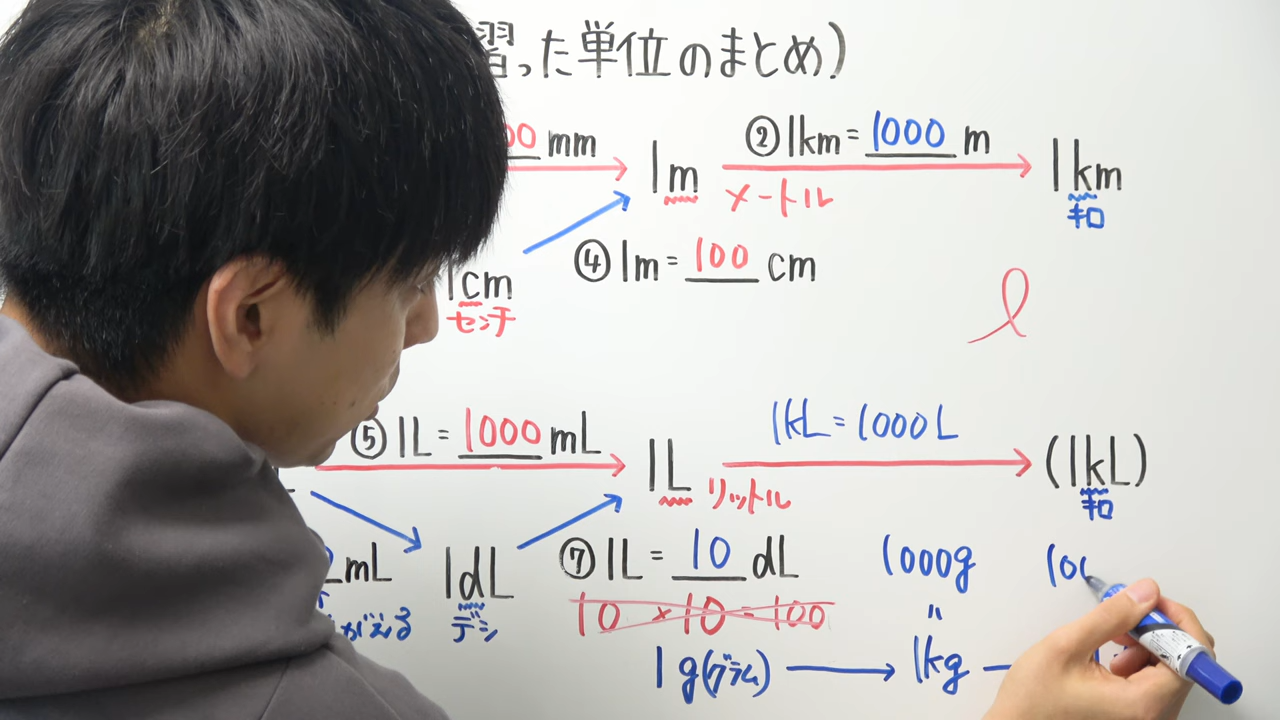 習った単位のまとめ)
00 mm
1m
メートル
②1km=1000 m
1km
キロ
1cm
センチ
④1m=100 cm
ℓ
⑤1L=1000 mL
1L
リットル
1kL=1000L
(1kL)
キロ
mL
がえる
1dL
デシ
⑦1L=10 dL
10×10=100
1000g
〃
100
1g(グラム)
1kg